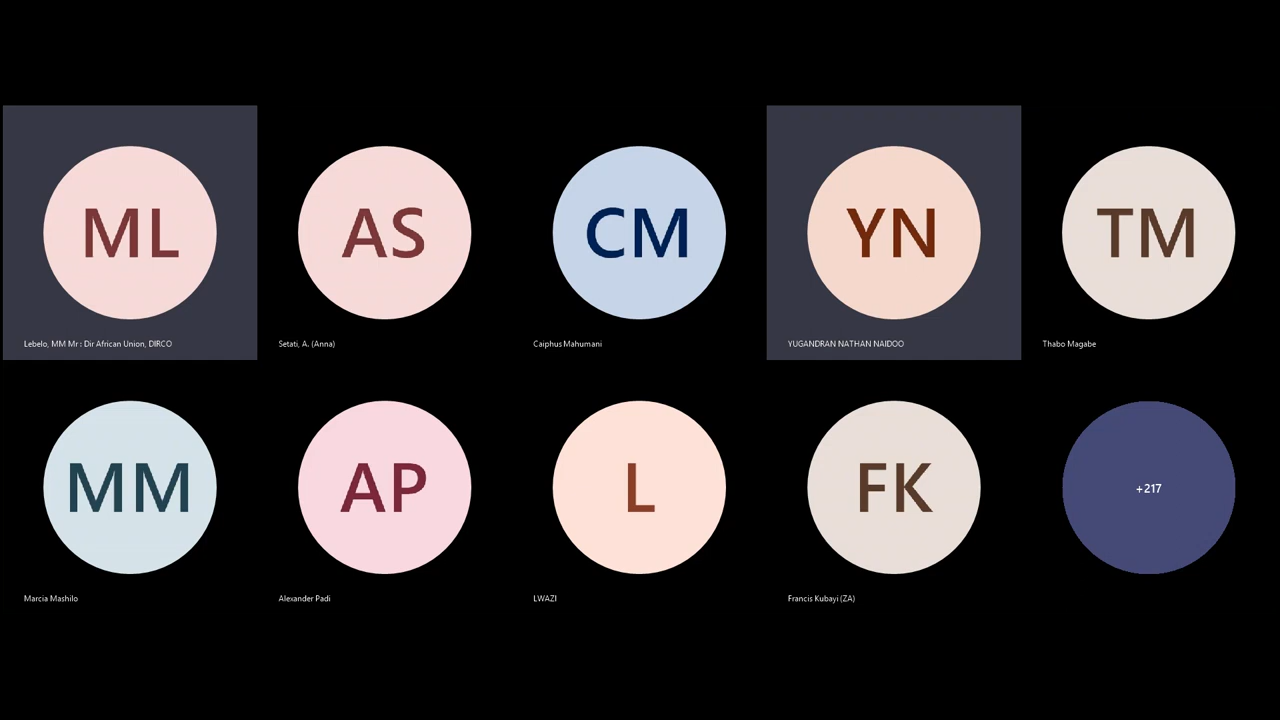 ML
AS
CM
YN
TM
Lebelo, MM Mr : Dir African Union, DIRCO
Setati, A. (Anna)
Caiphus Mahumani
YUGANDRAN NATHAN NAIDOO
Thabo Magabe
MM
AP
L
FK
+217
Marcia Mashilo
Alexander Padi
LWAZI
Francis Kubayi (ZA)